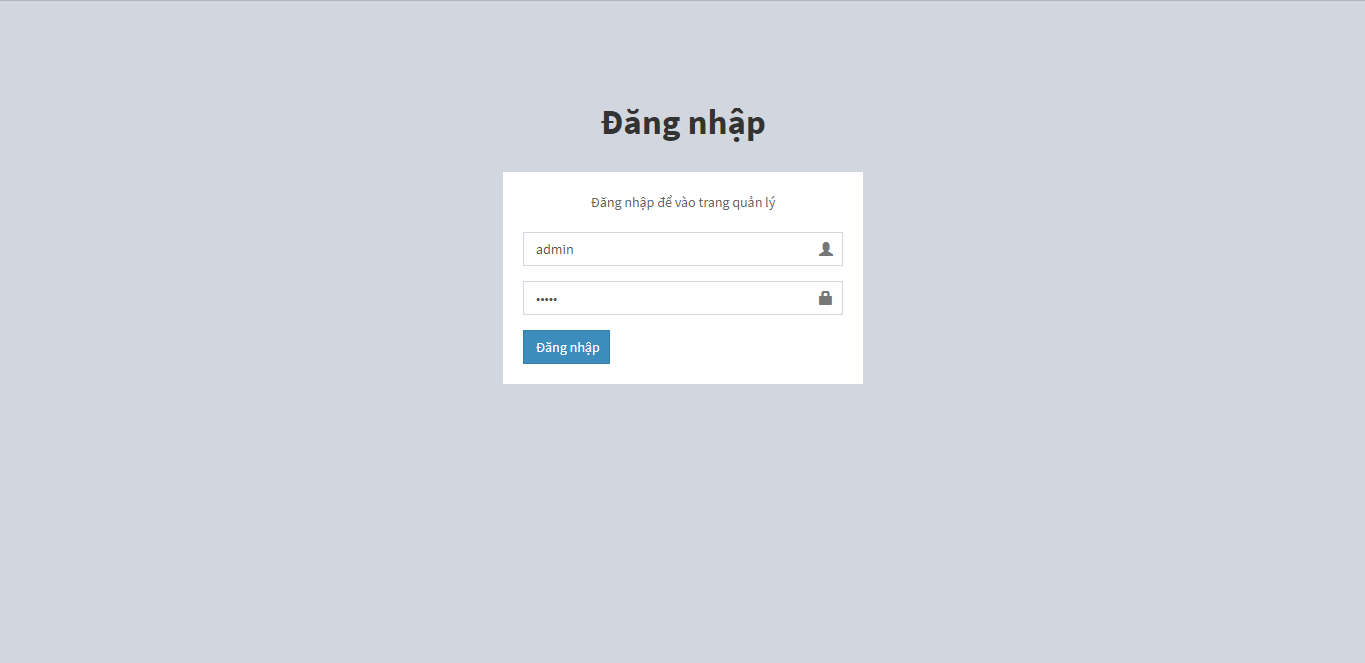 Đăng nhập
Đăng nhập để vào trang quản lý
admin
•••••
Đăng nhập